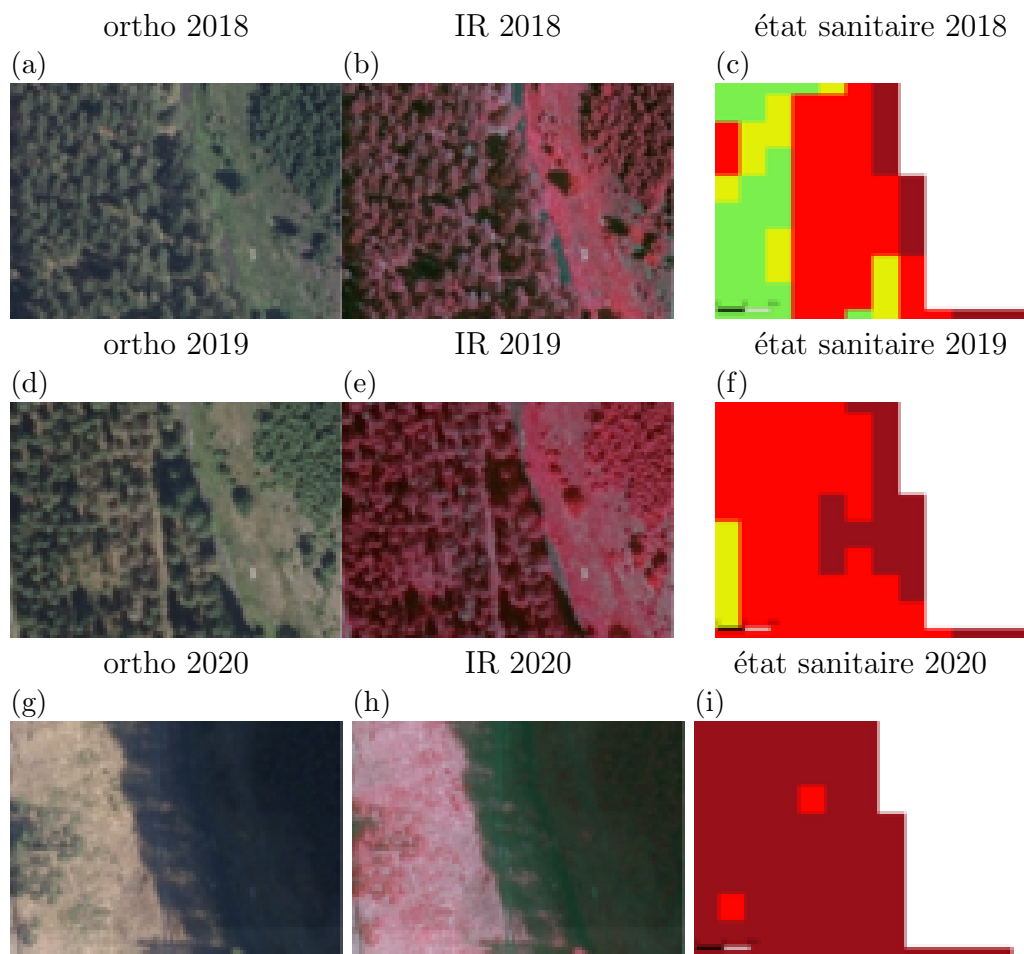 ortho 2018 IR 2018 état sanitaire 2018
(a) (b) (c)
ortho 2019 IR 2019 état sanitaire 2019
(d) (e) (f)
ortho 2020 IR 2020 état sanitaire 2020
(g) (h) (i)